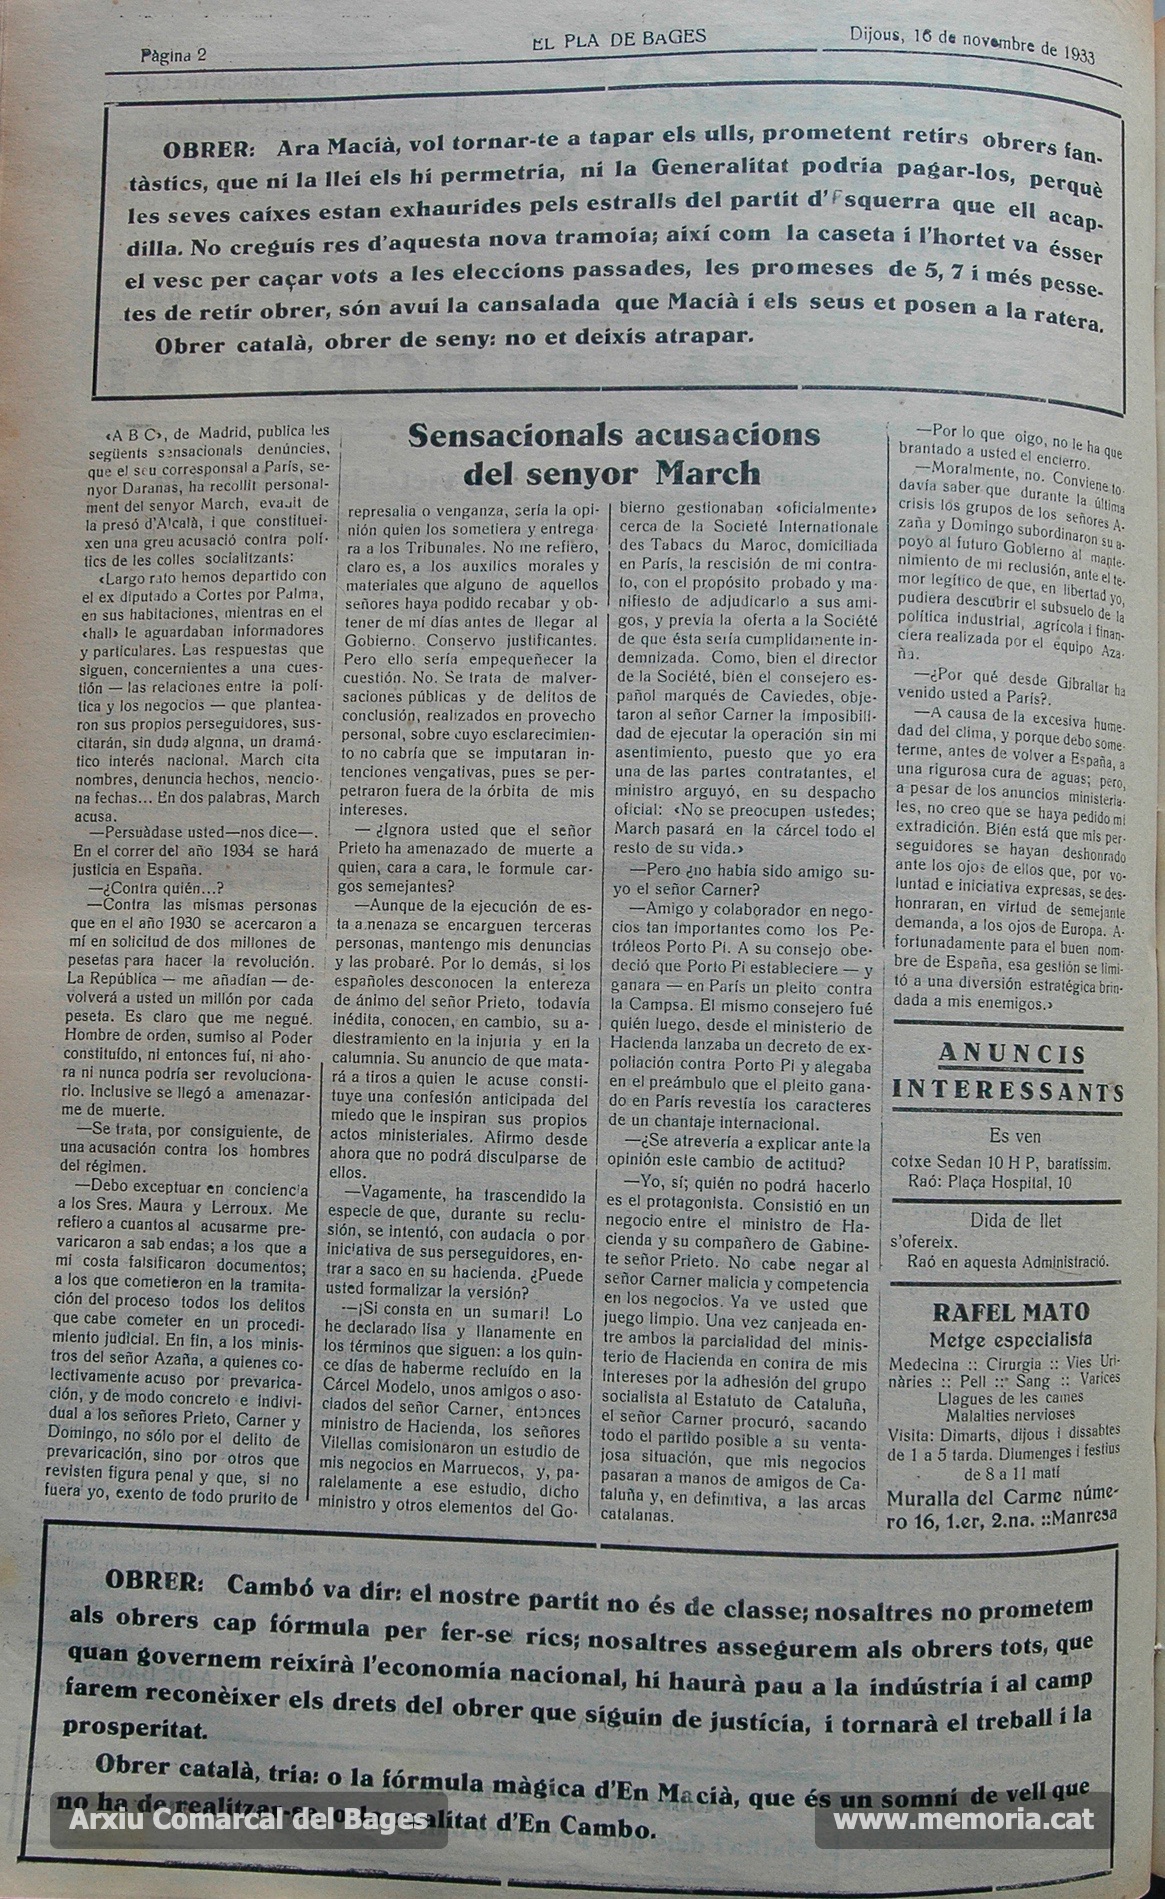 Pàgina 2
EL PLA DE BAGES
Dijous, 16 de novembre de 1933
OBRER: Ara Macià, vol tornar-te a tapar els ulls, prometent retirs obrers fan-
tàstics, que ni la llei els hi permetria, ni la Generalitat podria pagar-los, perquè
les seves caixes estan exhaurides pels estralls del partit d'Esquerra que ell acap-
dilla. No creguis res d'aquesta nova tramoia; així com la caseta i l'hortet va ésser
el vesc per caçar vots a les eleccions passades, les promeses de 5, 7 i més pesse-
tes de retir obrer, són avui la cansalada que Macià i els seus et posen a la ratera.
Obrer català, obrer de seny: no et deixis atrapar.
Sensacionals acusacions
del senyor March
«A B C», de Madrid, publica les
següents sensacionals denúncies,
que el seu corresponsal a París, se-
nyor Daranas, ha recollit personal-
ment del senyor March, evadit de
la presó d'Alcalà, i que constituei-
xen una greu acusació contra polí-
tics de les colles socialitzants:
«Largo rato hemos departido con
el ex diputado a Cortes por Palma,
en sus habitaciones, mientras en el
«hall» le aguardaban informadores
y particulares. Las respuestas que
siguen, concernientes a una cues-
tión — las relaciones entre la polí-
tica y los negocios — que plantea-
ron sus propios perseguidores, sus-
citarán, sin duda algnna, un dramá-
tico interés nacional. March cita
nombres, denuncia hechos, mencio-
na fechas... En dos palabras, March
acusa.
—Persuàdase usted—nos dice—.
En el correr del año 1934 se hará
justicia en España.
—¿Contra quién...?
—Contra las mismas personas
que en el año 1930 se acercaron a
mí en solicitud de dos millones de
pesetas para hacer la revolución.
La República — me añadían — de-
volverá a usted un millón por cada
peseta. Es claro que me negué.
Hombre de orden, sumiso al Poder
constituído, ni entonces fuí, ni aho-
ra ni nunca podría ser revoluciona-
rio. Inclusive se llegó a amenazar-
me de muerte.
—Se trata, por consiguiente, de
una acusación contra los hombres
del régimen.
—Debo exceptuar en conciencia
a los Sres. Maura y Lerroux. Me
refiero a cuantos al acusarme pre-
varicaron a sab endas; a los que a
mi costa falsificaron documentos;
a los que cometieron en la tramita-
ción del proceso todos los delitos
que cabe cometer en un procedi-
miento judicial. En fin, a los minis-
tros del señor Azaña, a quienes co-
lectivamente acuso por prevarica-
ción, y de modo concreto e indivi-
dual a los señores Prieto, Carner y
Domingo, no sólo por el delito de
prevaricación, sino por otros que
revisten figura penal y que, si no
fuera yo, exento de todo prurito de
represalia o venganza, sería la opi-
nión quien los sometiera y entrega-
ra a los Tribunales. No me refiero,
claro es, a los auxilics morales y
materiales que alguno de aquellos
señores haya podido recabar y ob-
tener de mí días antes de llegar al
Gobierno. Conservo justificantes.
Pero ello sería empequeñecer la
cuestión. No. Se trata de malver-
saciones públicas y de delitos de
conclusión, realizados en provecho
personal, sobre cuyo esclarecimien-
to no cabría que se imputaran in-
tenciones vengativas, pues se per-
petraron fuera de la órbita de mis
intereses.
— ¿Ignora usted que el señor
Prieto ha amenazado de muerte a
quien, cara a cara, le formule car-
gos semejantes?
—Aunque de la ejecución de es-
ta amenaza se encarguen terceras
personas, mantengo mis denuncias
y las probaré. Por lo demás, si los
españoles desconocen la entereza
de ánimo del señor Prieto, todavía
inédita, conocen, en cambio, su a-
diestramiento en la injuria y en la
calumnia. Su anuncio de que mata-
rá a tiros a quien le acuse consti-
tuye una confesión anticipada del
miedo que le inspiran sus propios
actos ministeriales. Afirmo desde
ahora que no podrá disculparse de
ellos.
—Vagamente, ha trascendido la
especie de que, durante su reclu-
sión, se intentó, con audacia o por
iniciativa de sus perseguidores, en-
trar a saco en su hacienda. ¿Puede
usted formalizar la versión?
—¡Si consta en un sumari! Lo
he declarado lisa y llanamente en
los términos que siguen: a los quin-
ce días de haberme recluído en la
Cárcel Modelo, unos amigos o aso-
ciados del señor Carner, entonces
ministro de Hacienda, los señores
Vilellas comisionaron un estudio de
mis negocios en Marruecos, y, pa-
ralelamente a ese estudio, dicho
ministro y otros elementos del Go-
bierno gestionaban «oficialmente»
cerca de la Societé Internationale
des Tabacs du Maroc, domiciliada
en París, la rescisión de mi contra-
to, con el propósito probado y ma-
nifiesto de adjudicarlo a sus ami-
gos, y previa la oferta a la Société
de que ésta sería cumplidamente in-
demnizada. Como, bien el director
de la Société, bien el consejero es-
pañol marqués de Caviedes, obje-
taron al señor Carner la imposibili-
dad de ejecutar la operación sin mi
asentimiento, puesto que yo era
una de las partes contratantes, el
ministro arguyó, en su despacho
oficial: «No se preocupen ustedes;
March pasará en la cárcel todo el
resto de su vida.»
—Pero ¿no había sido amigo su-
yo el señor Carner?
—Amigo y colaborador en nego-
cios tan importantes como los Pe-
tróleos Porto Pí. A su consejo obe-
deció que Porto Pi estableciere — y
ganara — en París un pleito contra
la Campsa. El mismo consejero fué
quién luego, desde el ministerio de
Hacienda lanzaba un decreto de ex-
poliación contra Porto Pi y alegaba
en el preámbulo que el pleito gana-
do en París revestía los caracteres
de un chantaje internacional.
—¿Se atrevería a explicar ante la
opinión este cambio de actitud?
—Yo, sí; quién no podrá hacerlo
es el protagonista. Consistió en un
negocio entre el ministro de Ha-
cienda y su compañero de Gabine-
te señor Prieto. No cabe negar al
señor Carner malicia y competencia
en los negocios. Ya ve usted que
juego limpio. Una vez canjeada en-
tre ambos la parcialidad del minis-
terio de Hacienda en contra de mis
intereses por la adhesión del grupo
socialista al Estatuto de Cataluña,
el señor Carner procuró, sacando
todo el partido posible a su venta-
josa situación, que mis negocios
pasaran a manos de amigos de Ca-
taluña y, en definitiva, a las arcas
catalanas.
—Por lo que oigo, no le ha que
brantado a usted el encierro.
—Moralmente, no. Conviene to-
davía saber que durante la última
crisis los grupos de los señores A-
zaña y Domingo subordinaron su a-
poyo al futuro Gobierno al mante-
nimiento de mi reclusión, ante el te-
mor legítico de que, en libertad yo,
pudiera descubrir el subsuelo de la
política industrial, agrícola i finan-
ciera realizada por el equipo Aza-
ña.
—¿Por qué desde Gibraltar ha
venido usted a París?.
—A causa de la excesiva hume-
dad del clima, y porque debo some-
terme, antes de volver a España, a
una rigurosa cura de aguas; pero,
a pesar de los anuncios ministeria-
les, no creo que se haya pedido mi
extradición. Bién está que mis per-
seguidores se hayan deshonrado
ante los ojos de ellos que, por vo-
luntad e iniciativa expresas, se des-
honraran, en virtud de semejante
demanda, a los ojos de Europa. A-
fortunadamente para el buen nom-
bre de España, esa gestión se limi-
tó a una diversión estratégica brin-
dada a mis enemigos.»
ANUNCIS
INTERESSANTS
Es ven
cotxe Sedan 10 H P, baratíssim.
Raó: Plaça Hospital, 10
Dida de llet
s'ofereix.
Raó en aquesta Administració.
RAFEL MATO
Metge especialista
Medecina :: Cirurgia :: Vies Uri-
nàries :: Pell :: Sang :: Varices
Llagues de les cames
Malalties nervioses
Visita: Dimarts, dijous i dissabtes
de 1 a 5 tarda. Diumenges i festius
de 8 a 11 matí
Muralla del Carme núme-
ro 16, 1.er, 2.na. ::Manresa
OBRER: Cambó va dir: el nostre partit no és de classe; nosaltres no prometem
als obrers cap fórmula per fer-se rics; nosaltres assegurem als obrers tots, que
quan governem reixirà l'economia nacional, hi haurà pau a la indústria i al camp
farem reconèixer els drets del obrer que siguin de justícia, i tornarà el treball i la
prosperitat.
Obrer català, tria: o la fórmula màgica d'En Macià, que és un somni de vell que
no ha de realitzar-se o la realitat d'En Cambo.
Arxiu Comarcal del Bages
www.memoria.cat